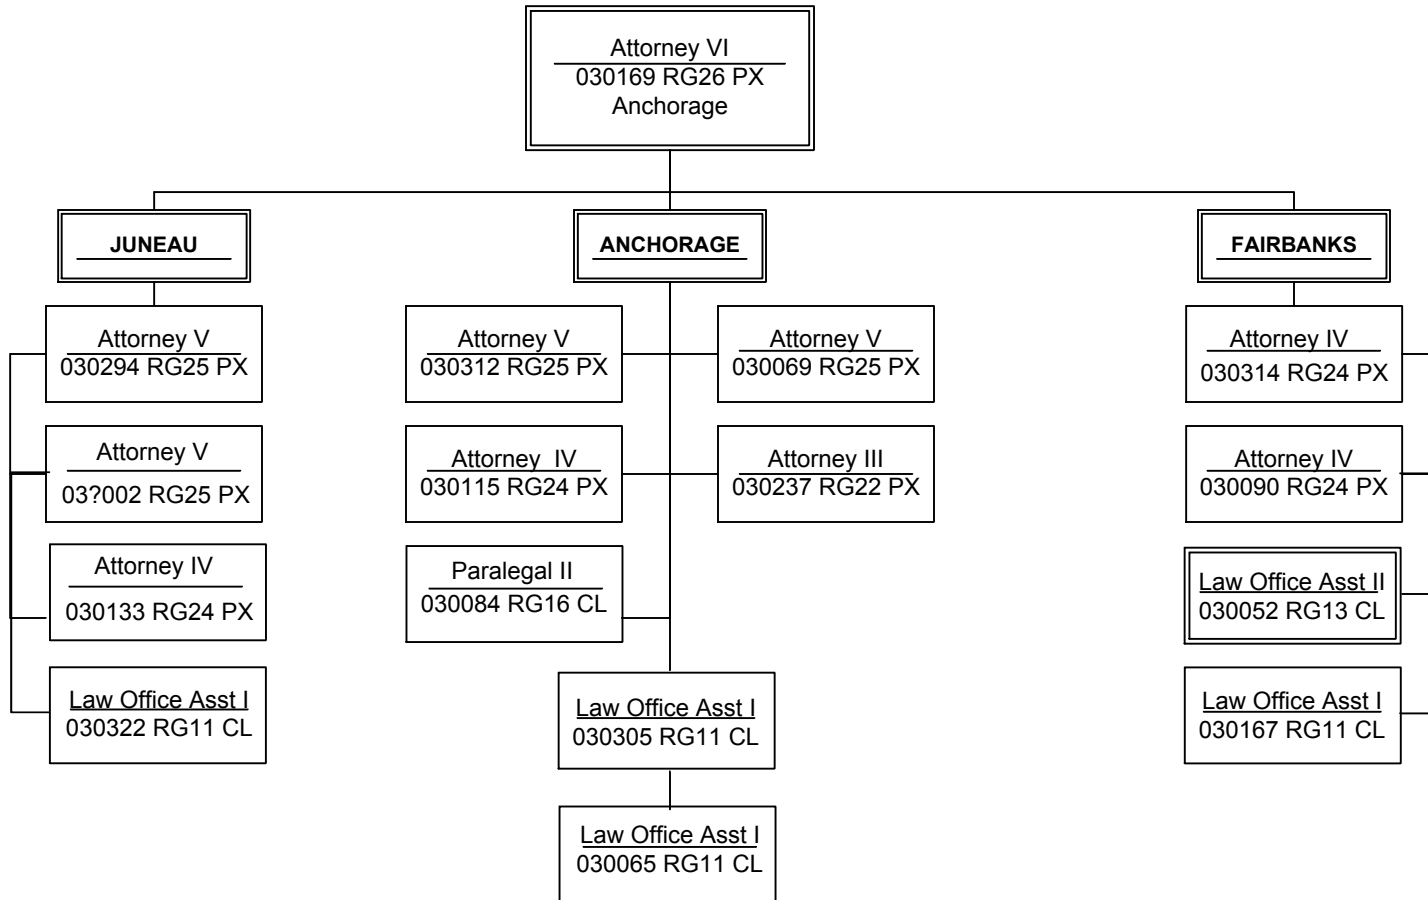 Attorney VI
030169 RG26 PX
Anchorage
JUNEAU
ANCHORAGE
FAIRBANKS
Attorney V
030294 RG25 PX
Attorney V
03?002 RG25 PX
Attorney IV
030133 RG24 PX
Law Office Asst I
030322 RG11 CL
Attorney V
030312 RG25 PX
Attorney V
030069 RG25 PX
Attorney IV
030115 RG24 PX
Attorney III
030237 RG22 PX
Paralegal II
030084 RG16 CL
Law Office Asst I
030305 RG11 CL
Law Office Asst I
030065 RG11 CL
Attorney IV
030314 RG24 PX
Attorney IV
030090 RG24 PX
Law Office Asst II
030052 RG13 CL
Law Office Asst I
030167 RG11 CL